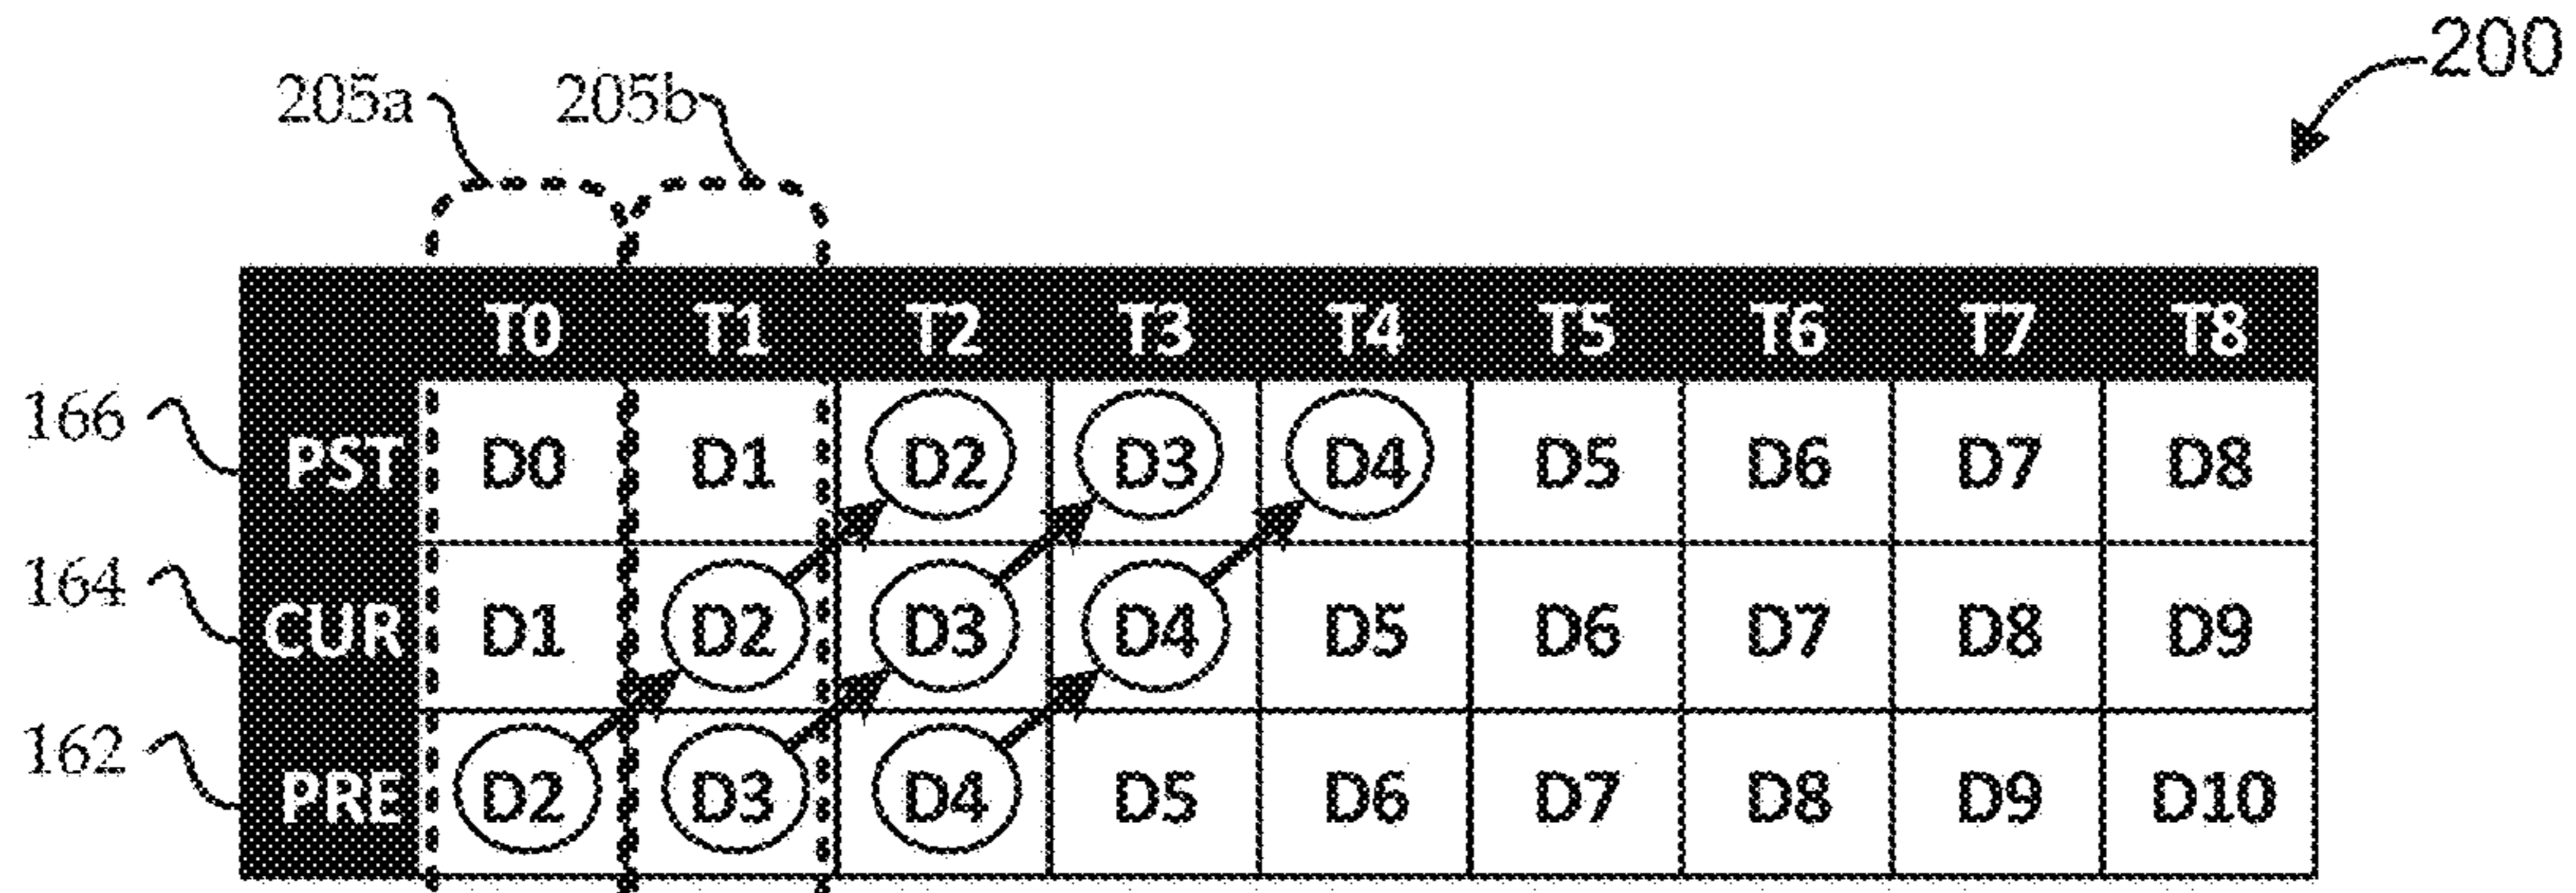 200
205a 205b
T0 T1 T2 T3 T4 T5 T6 T7 T8
166 PST D0 D1 D2 D3 D4 D5 D6 D7 D8
164 CUR D1 D2 D3 D4 D5 D6 D7 D8 D9
162 PRE D2 D3 D4 D5 D6 D7 D8 D9 D10